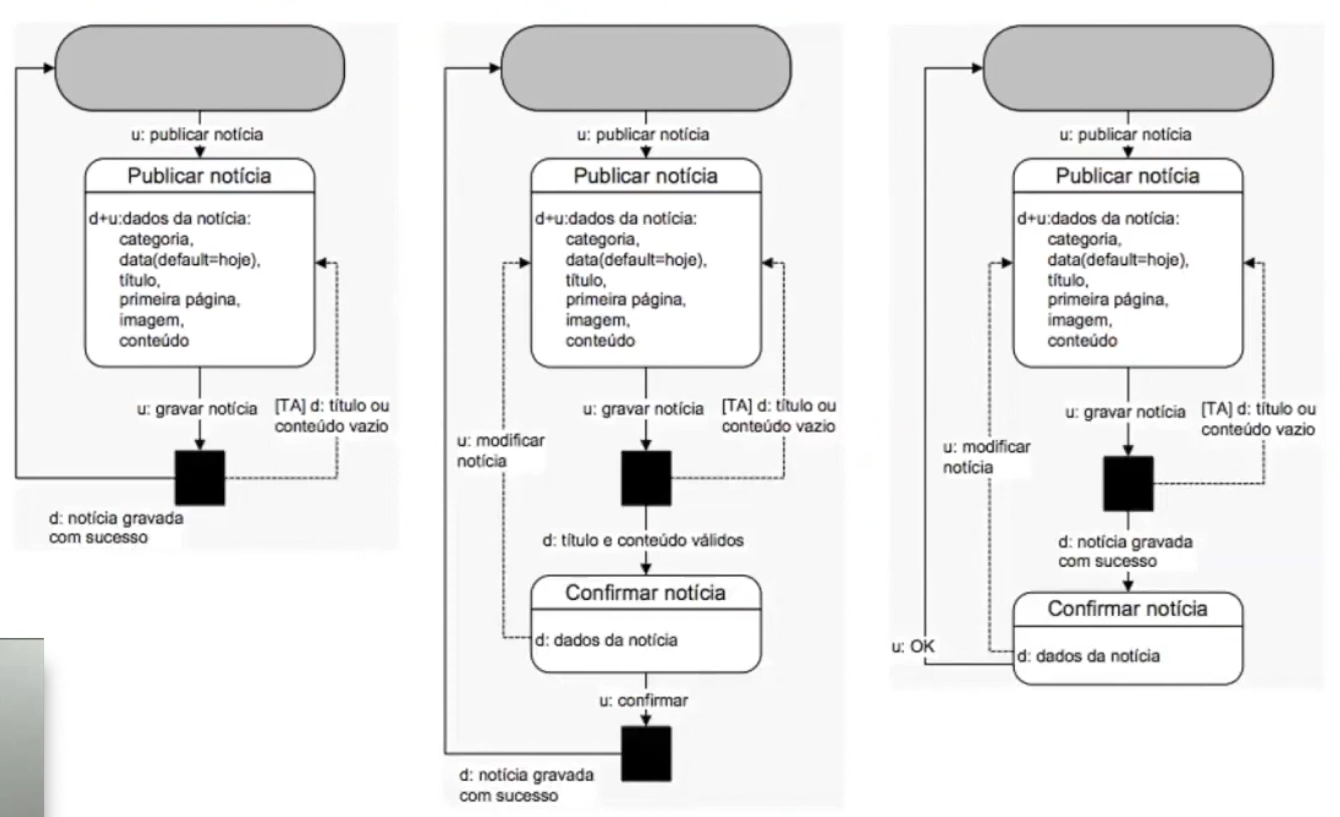 u: publicar notícia
Publicar notícia
d+u:dados da notícia:
categoria,
data(default=hoje),
título,
primeira página,
imagem,
conteúdo
u: gravar notícia
[TA] d: título ou
conteúdo vazio
d: notícia gravada
com sucesso
u: publicar notícia
Publicar notícia
d+u:dados da notícia:
categoria,
data(default=hoje),
título,
primeira página,
imagem,
conteúdo
u: gravar notícia
[TA] d: título ou
conteúdo vazio
u: modificar
notícia
d: título e conteúdo válidos
Confirmar notícia
d: dados da notícia
u: confirmar
d: notícia gravada
com sucesso
u: publicar notícia
Publicar notícia
d+u:dados da notícia:
categoria,
data(default=hoje),
título,
primeira página,
imagem,
conteúdo
u: gravar notícia
[TA] d: título ou
conteúdo vazio
u: modificar
notícia
d: notícia gravada
com sucesso
Confirmar notícia
u: OK
d: dados da notícia